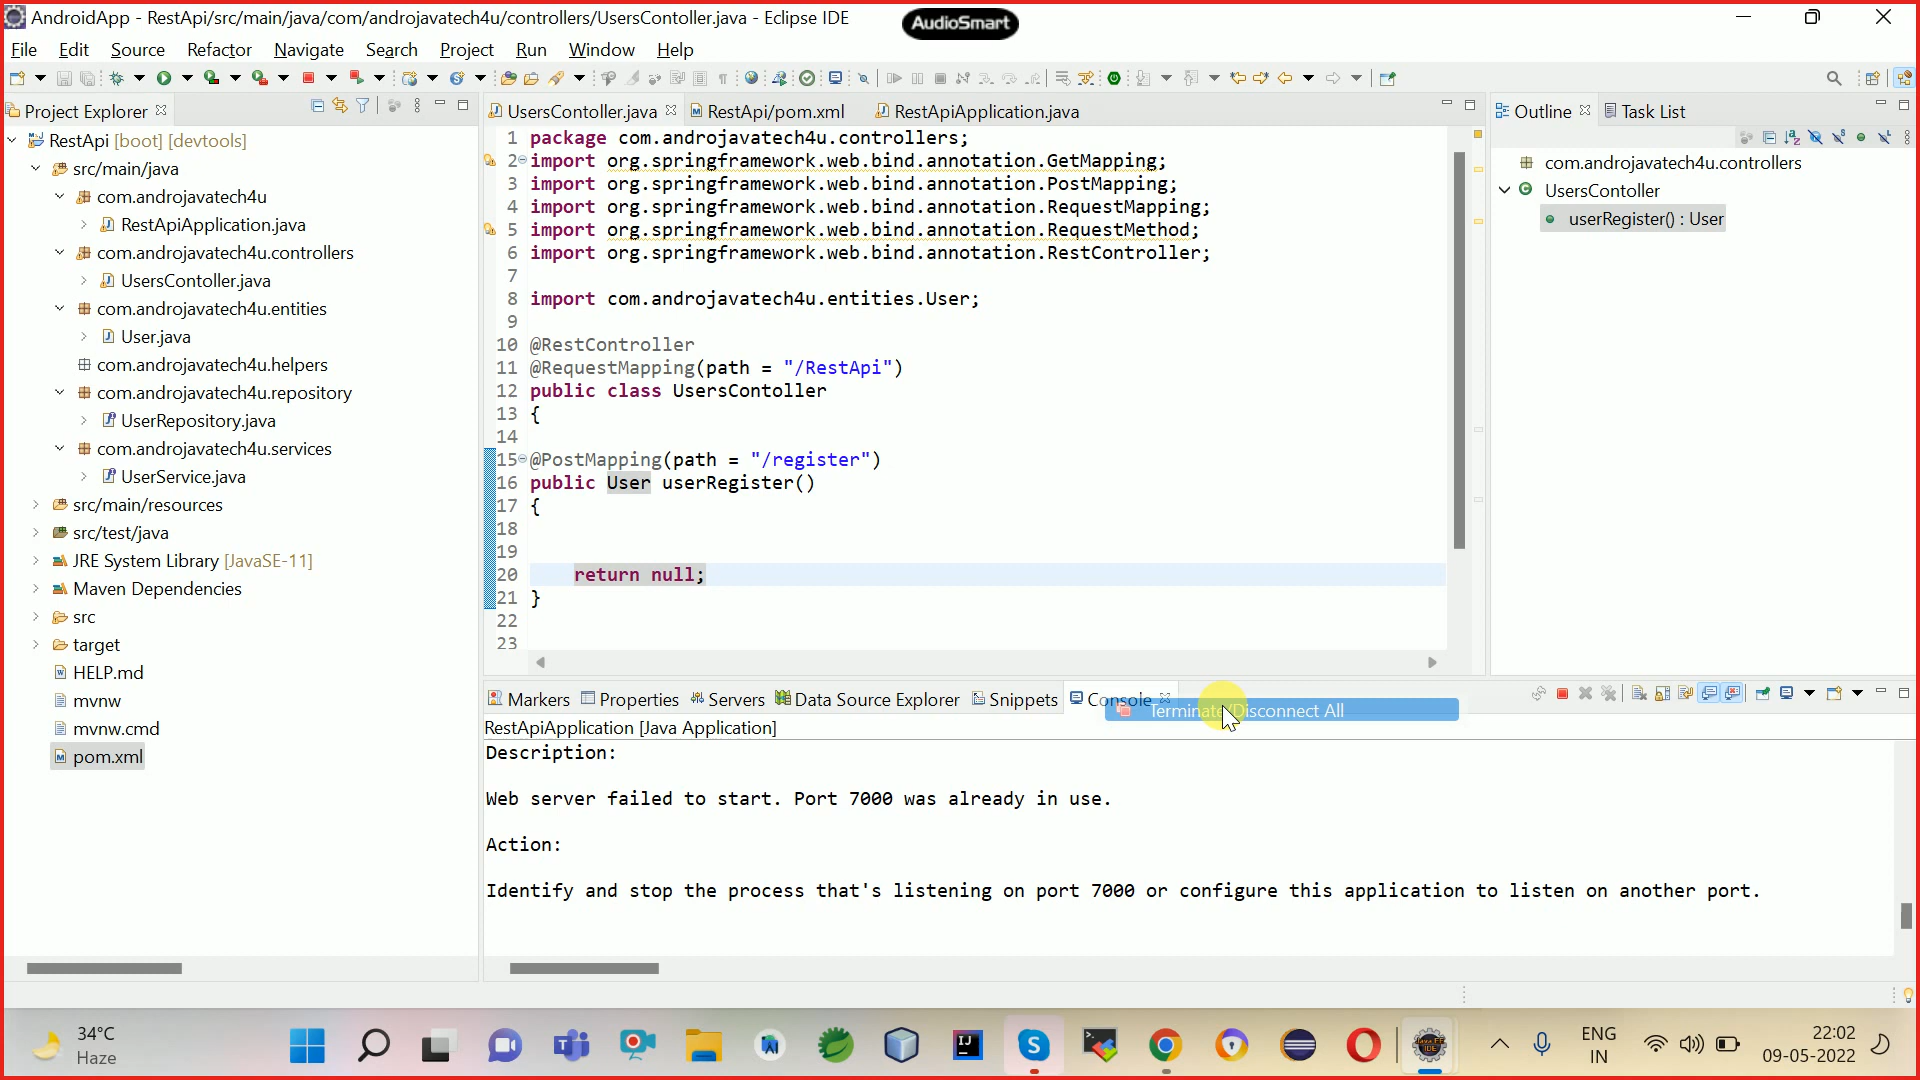 AndroidApp - RestApi/src/main/java/com/androjavatech4u/controllers/UsersContoller.java - Eclipse IDE
AudioSmart
File Edit Source Refactor Navigate Search Project Run Window Help
Project Explorer
RestApi [boot] [devtools]
src/main/java
com.androjavatech4u
RestApiApplication.java
com.androjavatech4u.controllers
UsersContoller.java
com.androjavatech4u.entities
User.java
com.androjavatech4u.helpers
com.androjavatech4u.repository
UserRepository.java
com.androjavatech4u.services
UserService.java
src/main/resources
src/test/java
JRE System Library [JavaSE-11]
Maven Dependencies
src
target
HELP.md
mvnw
mvnw.cmd
pom.xml
UsersContoller.java RestApi/pom.xml RestApiApplication.java
1 package com.androjavatech4u.controllers;
2 import org.springframework.web.bind.annotation.GetMapping;
3 import org.springframework.web.bind.annotation.PostMapping;
4 import org.springframework.web.bind.annotation.RequestMapping;
5 import org.springframework.web.bind.annotation.RequestMethod;
6 import org.springframework.web.bind.annotation.RestController;
7
8 import com.androjavatech4u.entities.User;
9
10 @RestController
11 @RequestMapping(path = "/RestApi")
12 public class UsersContoller
13 {
14
15 @PostMapping(path = "/register")
16 public User userRegister()
17 {
18
19
20 return null;
21 }
22
23
Outline Task List
com.androjavatech4u.controllers
UsersContoller
userRegister() : User
Markers Properties Servers Data Source Explorer Snippets Console
Terminate/Disconnect All
RestApiApplication [Java Application]
Description:
Web server failed to start. Port 7000 was already in use.
Action:
Identify and stop the process that's listening on port 7000 or configure this application to listen on another port.
34°C
Haze
ENG
IN
22:02
09-05-2022